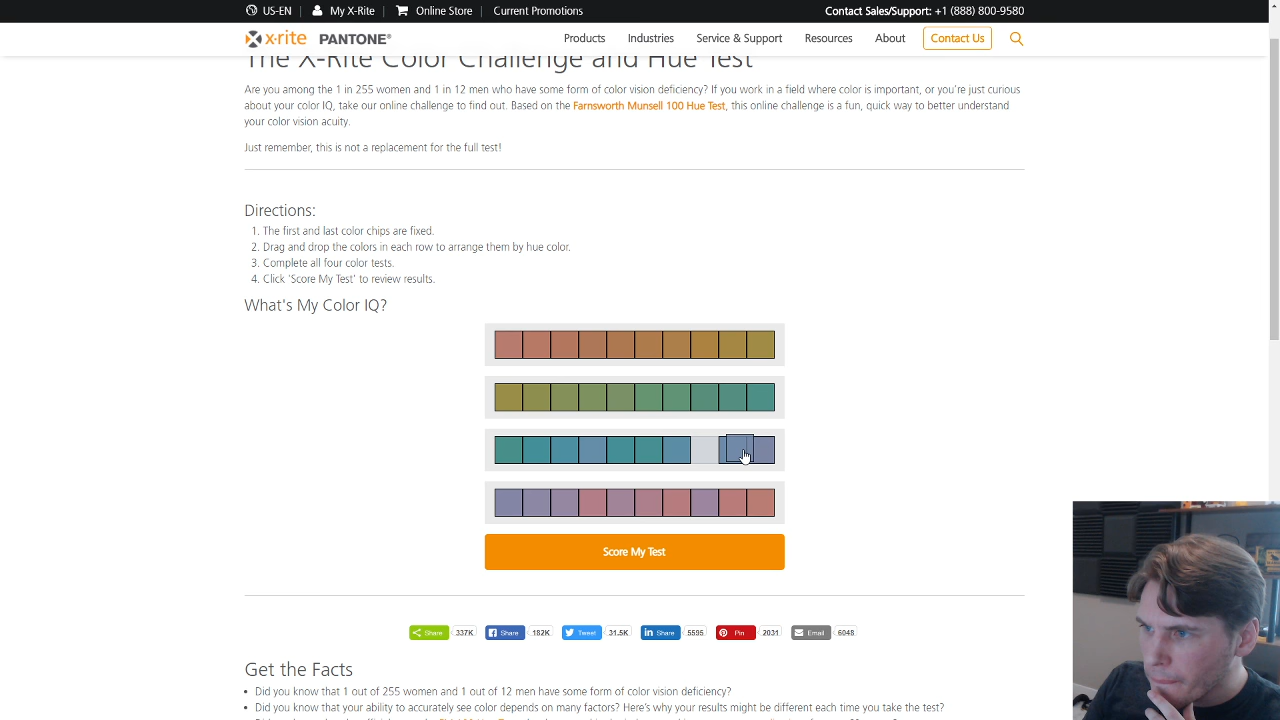 US-EN | My X-Rite | Online Store | Current Promotions
Contact Sales/Support: +1 (888) 800-9580
x·rite PANTONE®
Products Industries Service & Support Resources About Contact Us
The X-Rite Color Challenge and Hue Test
Are you among the 1 in 255 women and 1 in 12 men who have some form of color vision deficiency? If you work in a field where color is important, or you're just curious
about your color IQ, take our online challenge to find out. Based on the Farnsworth Munsell 100 Hue Test, this online challenge is a fun, quick way to better understand
your color vision acuity.
Just remember, this is not a replacement for the full test!
Directions:
1. The first and last color chips are fixed.
2. Drag and drop the colors in each row to arrange them by hue color.
3. Complete all four color tests.
4. Click 'Score My Test' to review results.
What's My Color IQ?
Score My Test
Share 337K Share 182K Tweet 31.5K Share 5595 Pin 2031 Email 6048
Get the Facts
• Did you know that 1 out of 255 women and 1 out of 12 men have some form of color vision deficiency?
• Did you know that your ability to accurately see color depends on many factors? Here's why your results might be different each time you take the test?